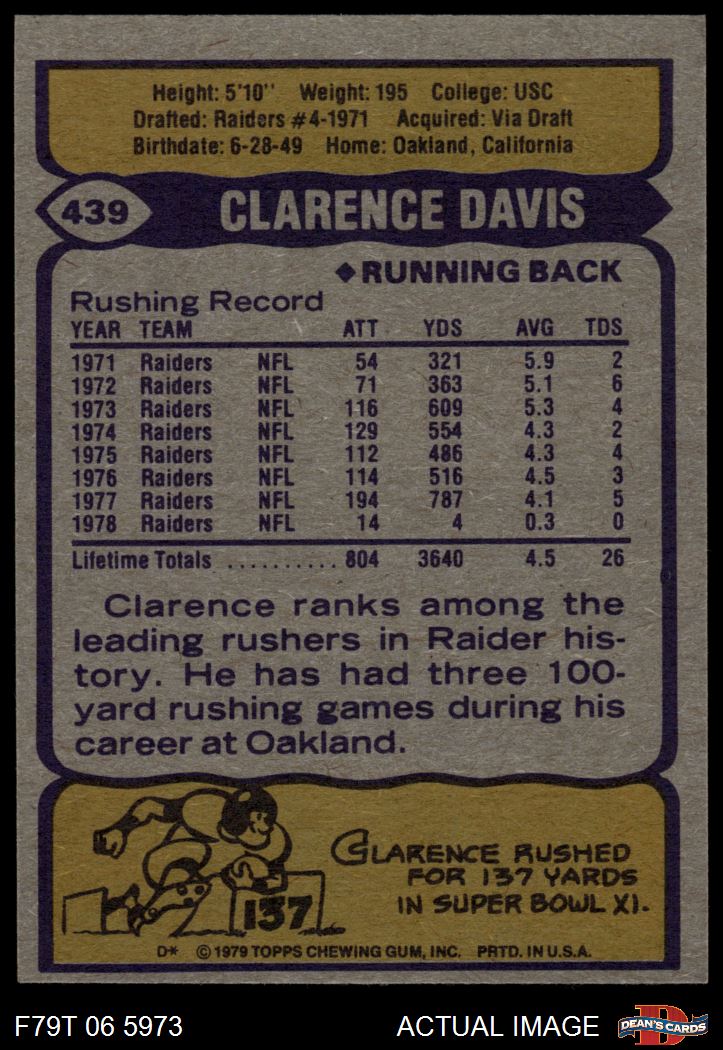 Height: 5'10" Weight: 195 College: USC
Drafted: Raiders #4-1971 Acquired: Via Draft
Birthdate: 6-28-49 Home: Oakland, California
439 CLARENCE DAVIS
◆RUNNING BACK
Rushing Record
YEAR TEAM ATT YDS AVG TDS
1971 Raiders NFL 54 321 5.9 2
1972 Raiders NFL 71 363 5.1 6
1973 Raiders NFL 116 609 5.3 4
1974 Raiders NFL 129 554 4.3 2
1975 Raiders NFL 112 486 4.3 4
1976 Raiders NFL 114 516 4.5 3
1977 Raiders NFL 194 787 4.1 5
1978 Raiders NFL 14 4 0.3 0
Lifetime Totals .......... 804 3640 4.5 26
Clarence ranks among the
leading rushers in Raider his-
tory. He has had three 100-
yard rushing games during his
career at Oakland.
CLARENCE RUSHED
FOR 137 YARDS
IN SUPER BOWL XI.
137
D* © 1979 TOPPS CHEWING GUM, INC. PRTD. IN U.S.A.
F79T 06 5973 ACTUAL IMAGE D DEAN'S CARDS